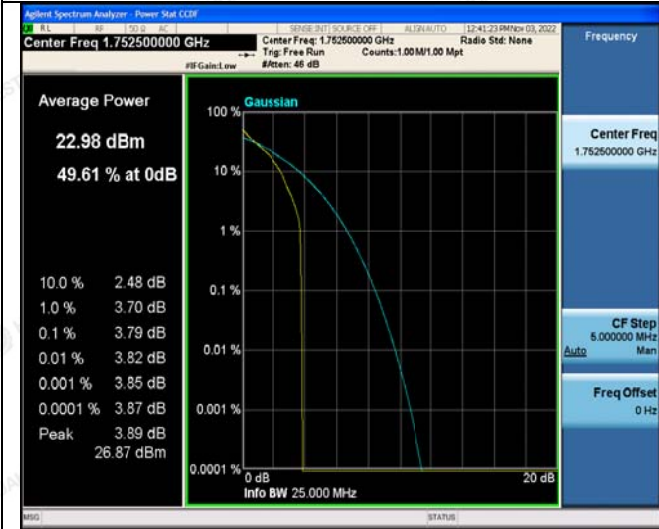 Agilent Spectrum Analyzer - Power Stat CCDF
RL RF 50 Ω AC SENSE:INT SOURCE OFF ALIGNAUTO 12:41:23 PM Nov 03, 2022
Center Freq 1.752500000 GHz
Center Freq: 1.752500000 GHz Radio Std: None
Trig: Free Run Counts:1.00 M/1.00 Mpt
#IFGain:Low #Atten: 46 dB
Frequency
Average Power
22.98 dBm
49.61 % at 0dB
10.0 % 2.48 dB
1.0 % 3.70 dB
0.1 % 3.79 dB
0.01 % 3.82 dB
0.001 % 3.85 dB
0.0001 % 3.87 dB
Peak 3.89 dB
26.87 dBm
Gaussian
100 %
10 %
1 %
0.1 %
0.01 %
0.001 %
0.0001 %
0 dB 20 dB
Info BW 25.000 MHz
Center Freq
1.752500000 GHz
CF Step
5.000000 MHz
Auto Man
Freq Offset
0 Hz
MSG STATUS